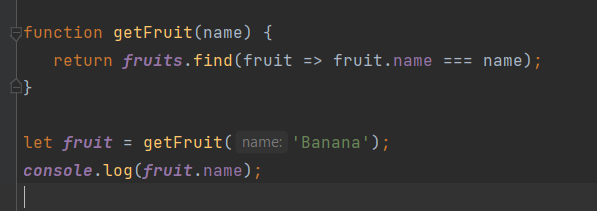 function getFruit(name) {
return fruits.find(fruit => fruit.name === name);
}
let fruit = getFruit( name: 'Banana');
console.log(fruit.name);